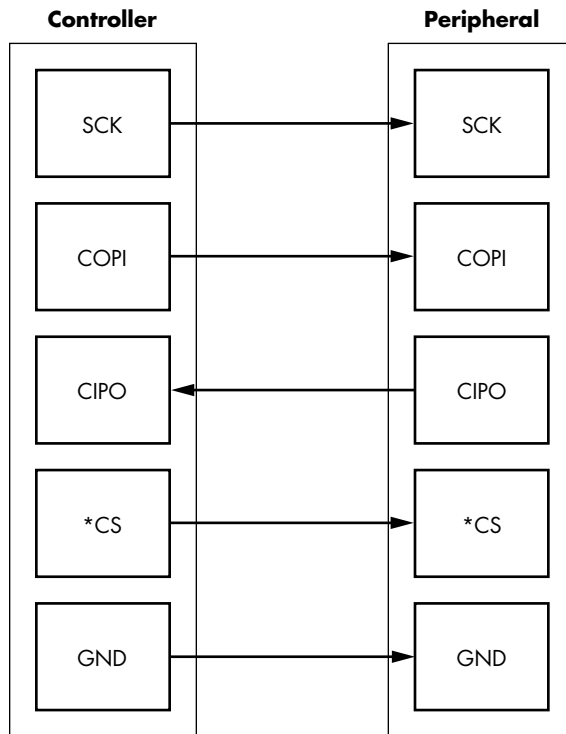 Controller
Peripheral
SCK
SCK
COPI
COPI
CIPO
CIPO
*CS
*CS
GND
GND